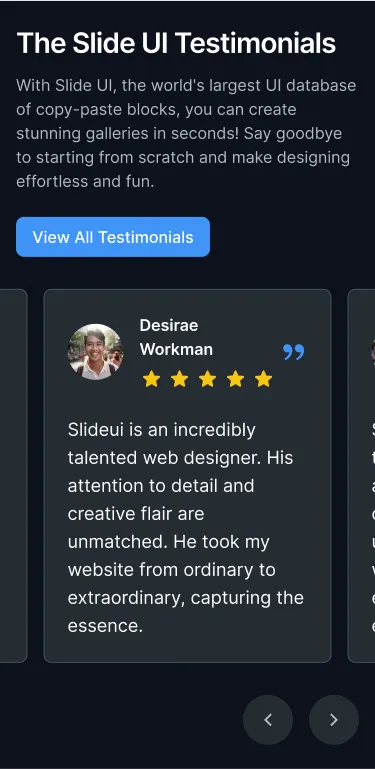 The Slide UI Testimonials
With Slide UI, the world's largest UI database
of copy-paste blocks, you can create
stunning galleries in seconds! Say goodbye
to starting from scratch and make designing
effortless and fun.
View All Testimonials
Desirae
Workman
Slideui is an incredibly
talented web designer. His
attention to detail and
creative flair are
unmatched. He took my
website from ordinary to
extraordinary, capturing the
essence.